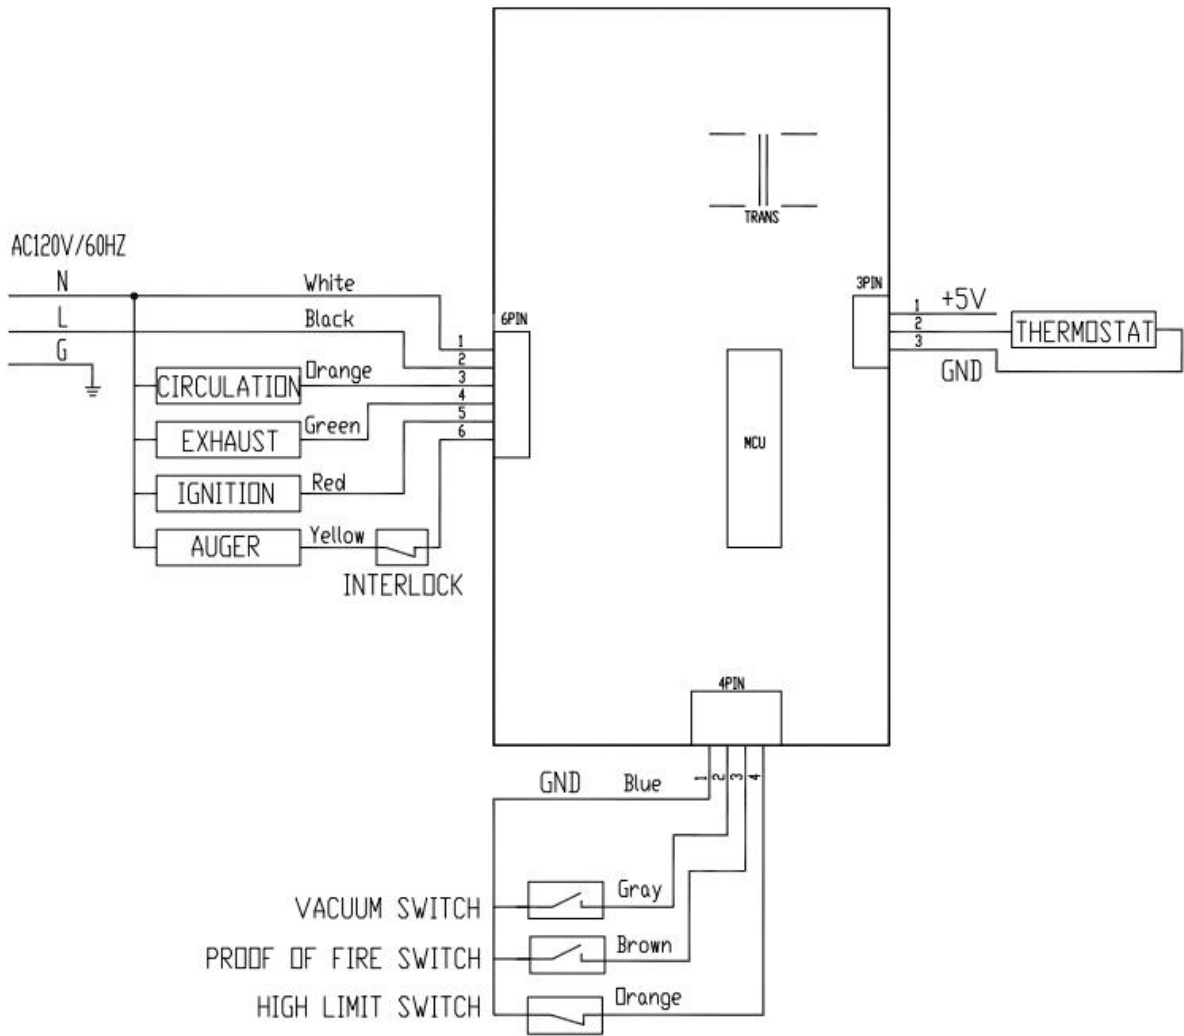 TRANS
AC120V/60HZ
N
White
3PIN
1
+5V
L
Black
6PIN
2
THERMOSTAT
G
1
3
GND
2
CIRCULATION
Orange
3
4
EXHAUST
Green
5
6
MCU
IGNITION
Red
AUGER
Yellow
INTERLOCK
4PIN
GND
Blue
1
2
3
4
VACUUM SWITCH
Gray
PROOF OF FIRE SWITCH
Brown
HIGH LIMIT SWITCH
Orange